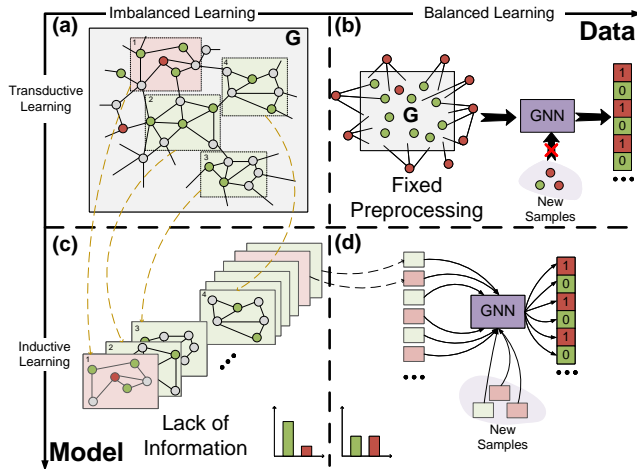 Imbalanced Learning
Balanced Learning
Data
(a)
G
1
4
2
3
(b)
G
Fixed
Preprocessing
GNN
New
Samples
1
0
1
0
1
0
Transductive
Learning
(c)
4
3
2
1
Lack of
Information
(d)
GNN
New
Samples
1
0
1
0
1
0
Inductive
Learning
Model